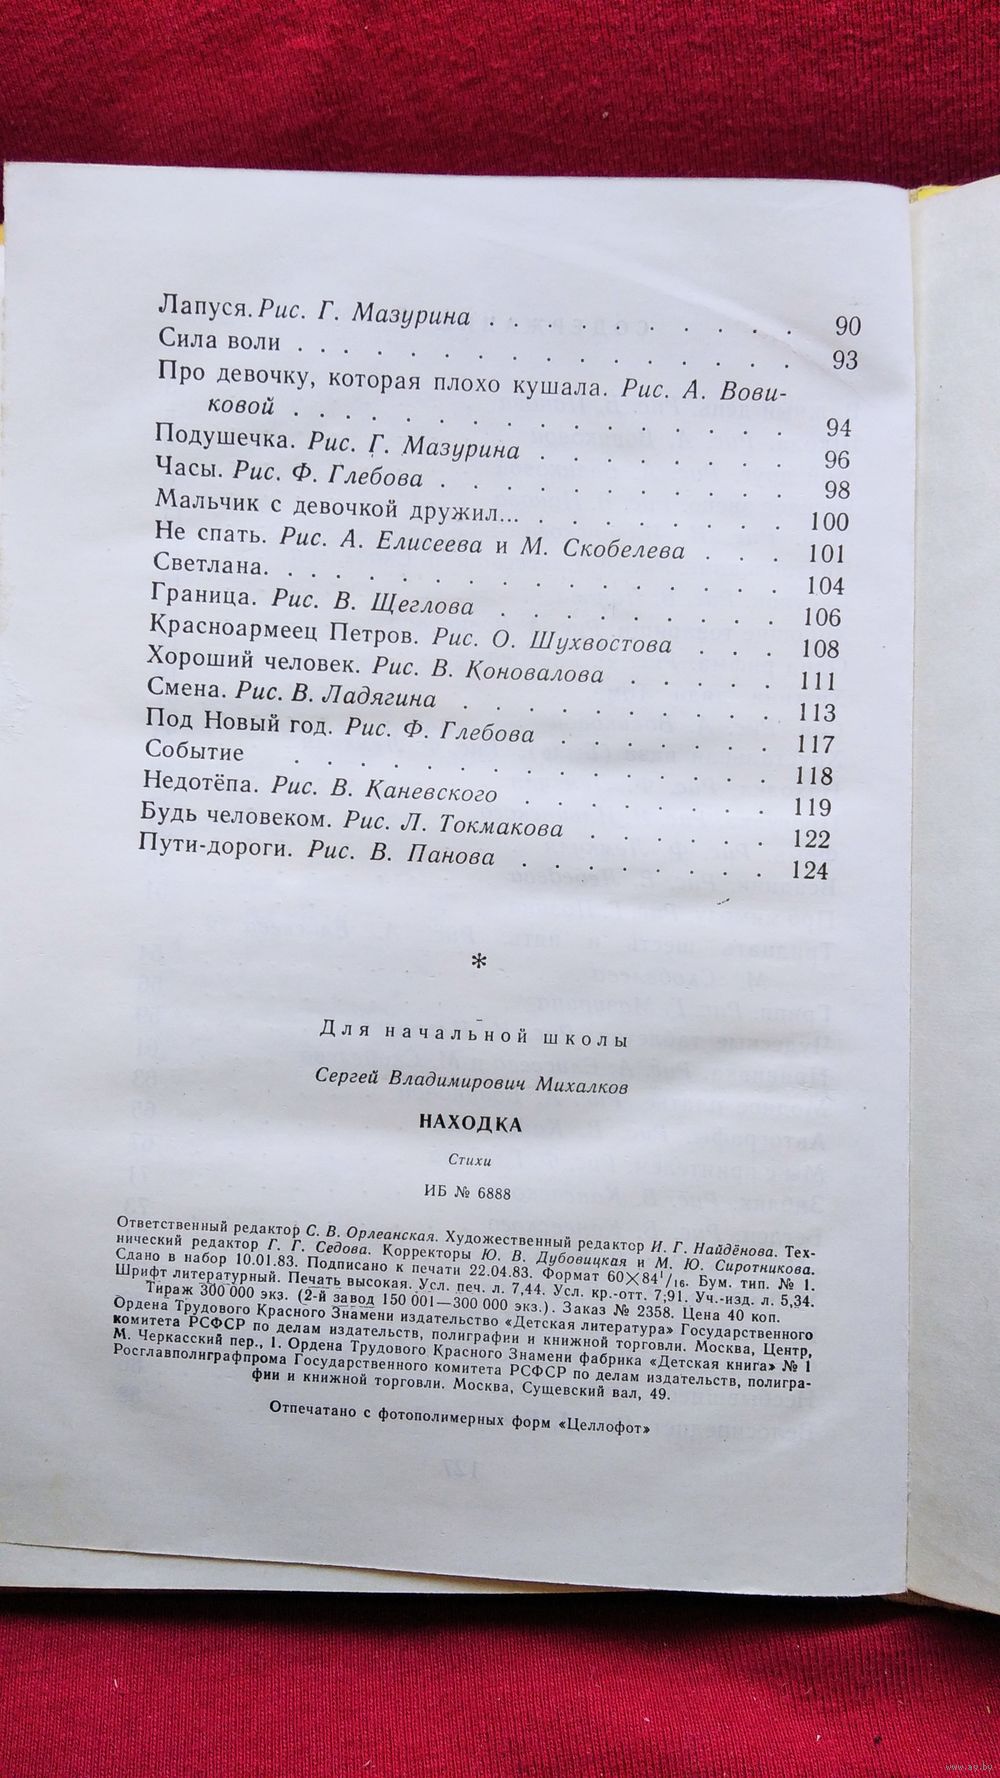 Лапуся. Рис. Г. Мазурина . . . . . . . . . . 90
Сила воли . . . . . . . . . . . . . . . . 93
Про девочку, которая плохо кушала. Рис. А. Вови-
ковой . . . . . . . . . . . . . . . . 94
Подушечка. Рис. Г. Мазурина . . . . . . . . 96
Часы. Рис. Ф. Глебова . . . . . . . . . . . 98
Мальчик с девочкой дружил... . . . . . . . . . 100
Не спать. Рис. А. Елисеева и М. Скобелева . . . 101
Светлана. . . . . . . . . . . . . . . . . 104
Граница. Рис. В. Щеглова . . . . . . . . . 106
Красноармеец Петров. Рис. О. Шухвостова . . . 108
Хороший человек. Рис. В. Коновалова . . . . . 111
Смена. Рис. В. Ладягина . . . . . . . . . . 113
Под Новый год. Рис. Ф. Глебова . . . . . . . 117
Событие . . . . . . . . . . . . . . . . 118
Недотёпа. Рис. В. Каневского . . . . . . . . 119
Будь человеком. Рис. Л. Токмакова . . . . . . 122
Пути-дороги. Рис. В. Панова . . . . . . . . 124
*
Для начальной школы
Сергей Владимирович Михалков
НАХОДКА
Стихи
ИБ № 6888
Ответственный редактор С. В. Орлеанская. Художественный редактор И. Г. Найдёнова. Тех-
нический редактор Г. Г. Седова. Корректоры Ю. В. Дубовицкая и М. Ю. Сиротникова.
Сдано в набор 10.01.83. Подписано к печати 22.04.83. Формат 60×84¹/₁₆. Бум. тип. № 1.
Шрифт литературный. Печать высокая. Усл. печ. л. 7,44. Усл. кр.-отт. 7,91. Уч.-изд. л. 5,34.
Тираж 300 000 экз. (2-й завод 150 001—300 000 экз.). Заказ № 2358. Цена 40 коп.
Ордена Трудового Красного Знамени издательство «Детская литература» Государственного
комитета РСФСР по делам издательств, полиграфии и книжной торговли. Москва, Центр,
М. Черкасский пер., 1. Ордена Трудового Красного Знамени фабрика «Детская книга» № 1
Росглавполиграфпрома Государственного комитета РСФСР по делам издательств, полигра-
фии и книжной торговли. Москва, Сущевский вал, 49.
Отпечатано с фотополимерных форм «Целлофот»
www.ay.by